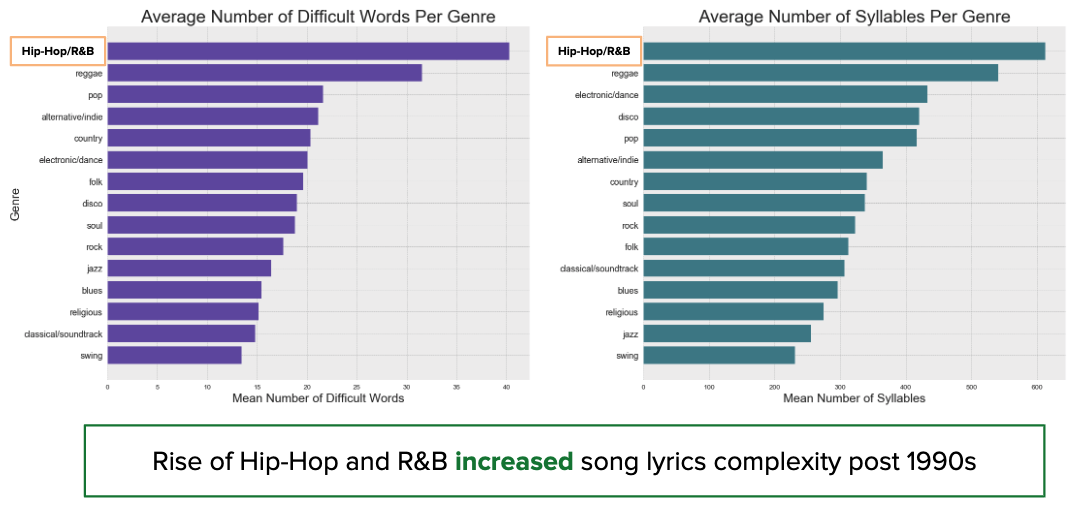 Average Number of Difficult Words Per Genre
Hip-Hop/R&B
reggae
pop
alternative/indie
country
electronic/dance
folk
disco
soul
rock
jazz
blues
religious
classical/soundtrack
swing
Genre
0 5 10 15 20 25 30 35 40
Mean Number of Difficult Words
Average Number of Syllables Per Genre
Hip-Hop/R&B
reggae
electronic/dance
disco
pop
alternative/indie
country
soul
rock
folk
classical/soundtrack
blues
religious
jazz
swing
0 100 200 300 400 500 600
Mean Number of Syllables
Rise of Hip-Hop and R&B increased song lyrics complexity post 1990s